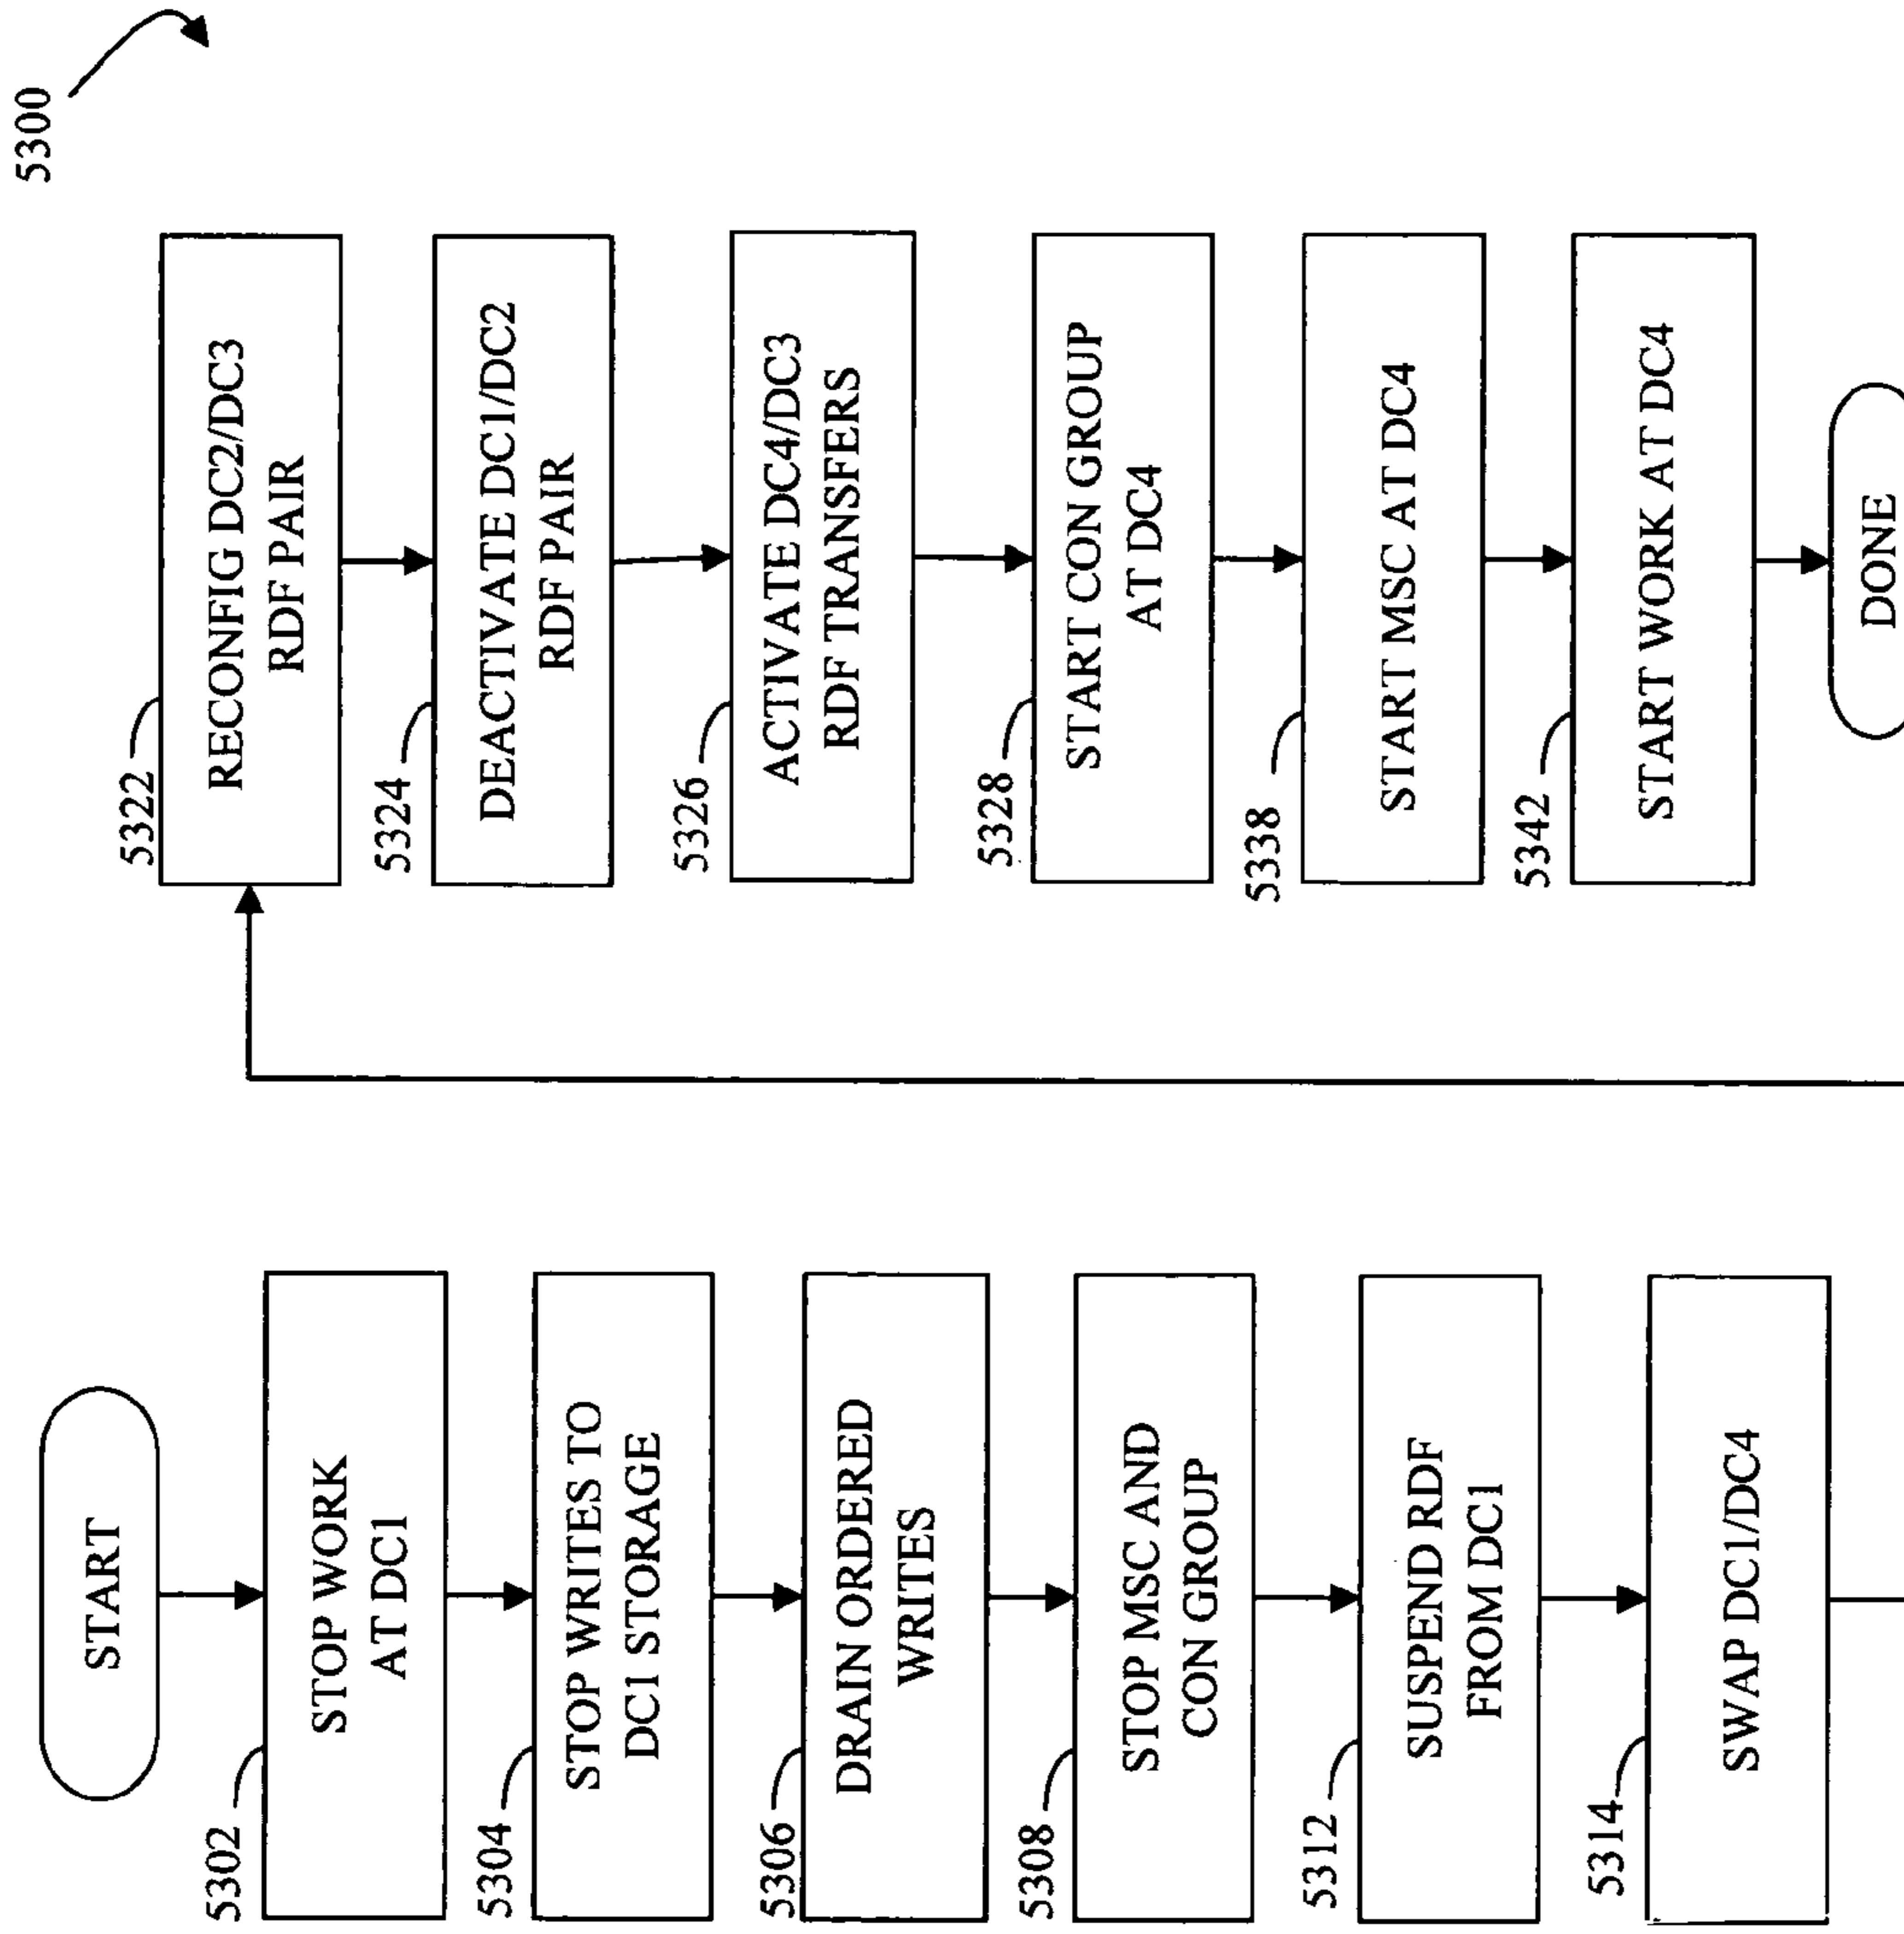 5300
START
5302
STOP WORK
AT DC1
5304
STOP WRITES TO
DC1 STORAGE
5306
DRAIN ORDERED
WRITES
5308
STOP MSC AND
CON GROUP
5312
SUSPEND RDF
FROM DC1
5314
SWAP DC1/DC4
5322
RECONFIG DC2/DC3
RDF PAIR
5324
DEACTIVATE DC1/DC2
RDF PAIR
5326
ACTIVATE DC4/DC3
RDF TRANSFERS
5328
START CON GROUP
AT DC4
5338
START MSC AT DC4
5342
START WORK AT DC4
DONE